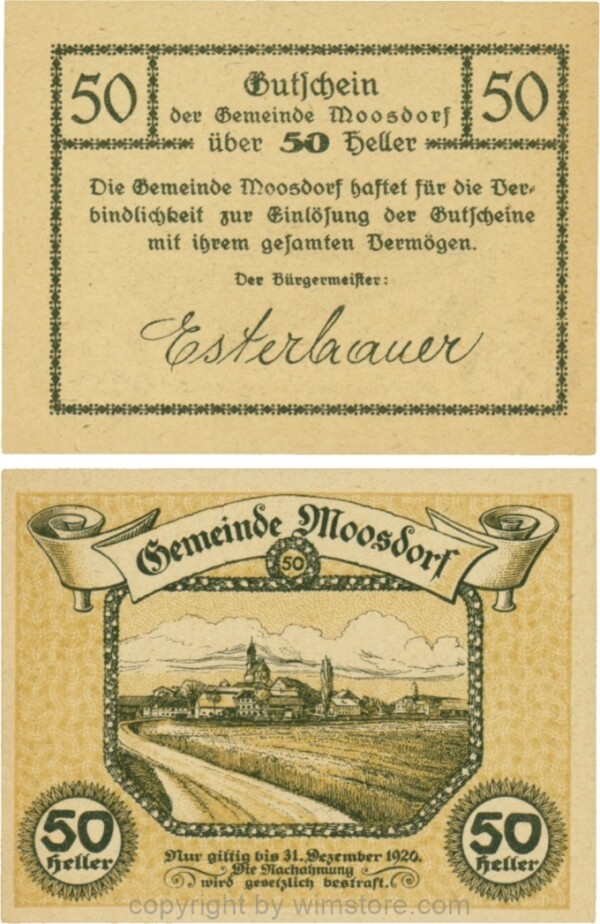 50
Gutschein
50
der Gemeinde Moosdorf
über 50 Heller
Die Gemeinde Moosdorf haftet für die Ver-
bindlichkeit zur Einlösung der Gutscheine
mit ihrem gesamten Vermögen.
Der Bürgermeister:
Esterbauer
Gemeinde Moosdorf
50
50
Heller
50
Heller
Nur giltig bis 31. Dezember 1920.
Die Nachahmung
wird gesetzlich bestraft.
copyright by wimstore.com